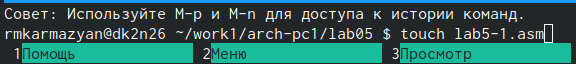 Совет: Используйте M-p и M-n для доступа к истории команд.
rmkarmazyan@dk2n26 ~/work1/arch-pc1/lab05 $ touch lab5-1.asm
1Помощь 2Меню 3Просмотр